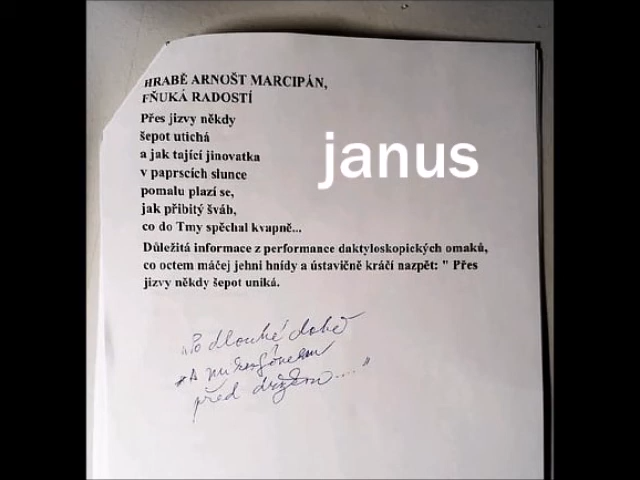 HRABĚ ARNOŠT MARCIPÁN,
FŇUKÁ RADOSTÍ
Přes jizvy někdy
šepot utichá
a jak tající jinovatka
v paprscích slunce
pomalu plazí se,
jak přibitý šváb,
co do Tmy spěchal kvapně...
Důležitá informace z performance daktyloskopických omaků,
co octem máčej jehni hnídy a ústavičně kráčí nazpět: " Přes
jizvy někdy šepot uniká.
janus
„Po dlouhé době
před